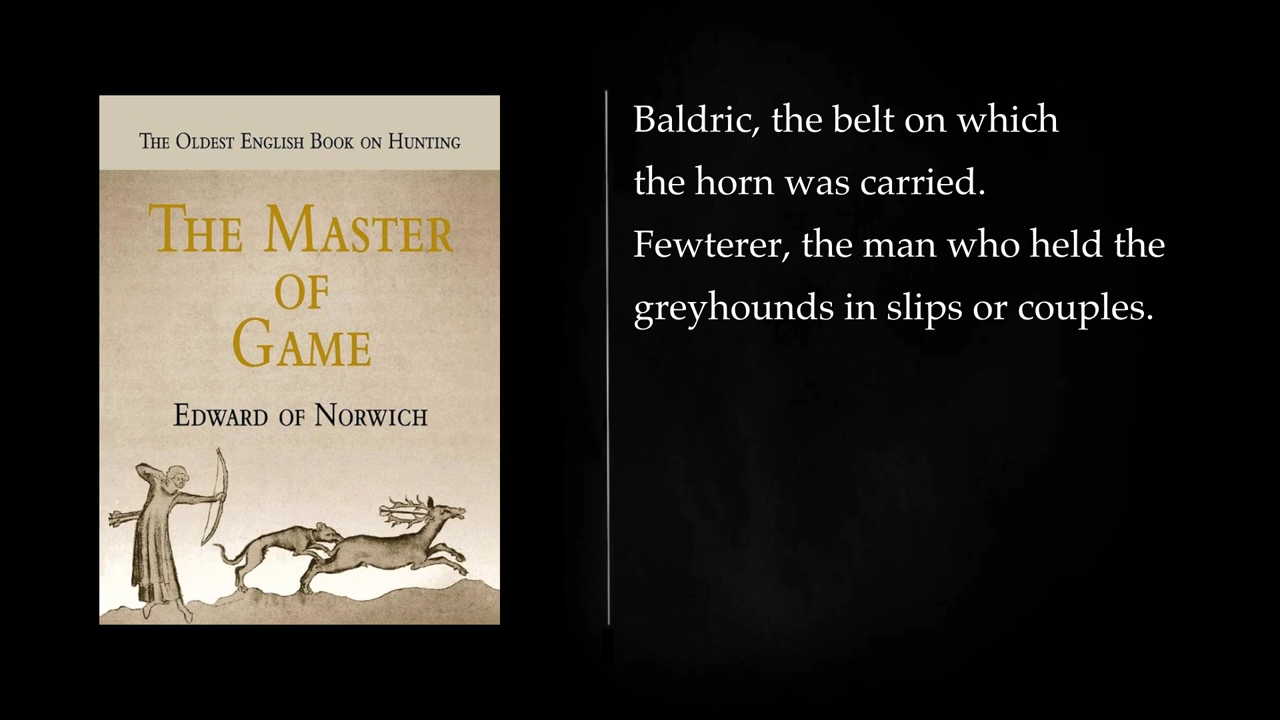 The Oldest English Book on Hunting
The Master
of
Game
Edward of Norwich
Baldric, the belt on which
the horn was carried.
Fewterer, the man who held the
greyhounds in slips or couples.